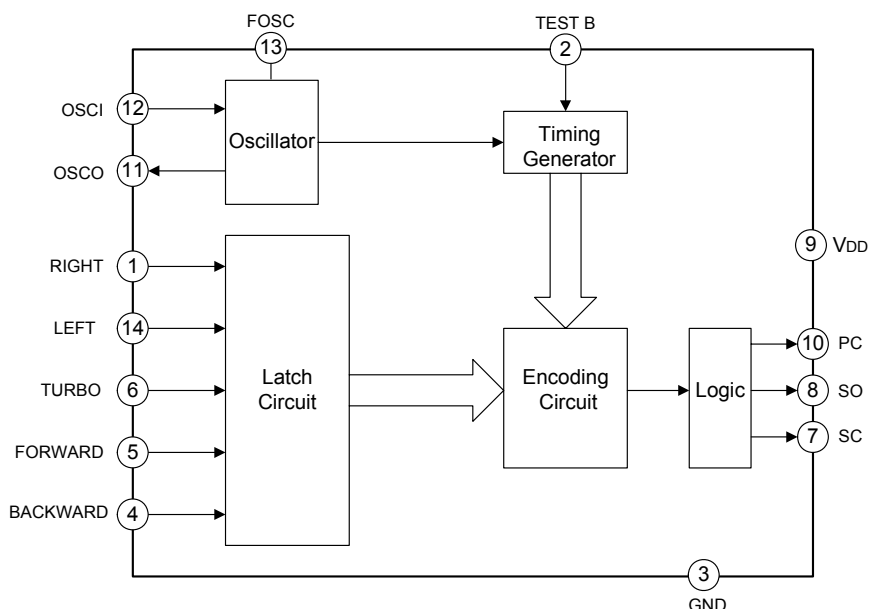 FOSC
TEST B
13
2
OSCI
12
Oscillator
Timing
Generator
OSCO
11
9
VDD
RIGHT
1
LEFT
14
TURBO
6
FORWARD
5
BACKWARD
4
Latch
Circuit
Encoding
Circuit
Logic
10
PC
8
SO
7
SC
3
GND